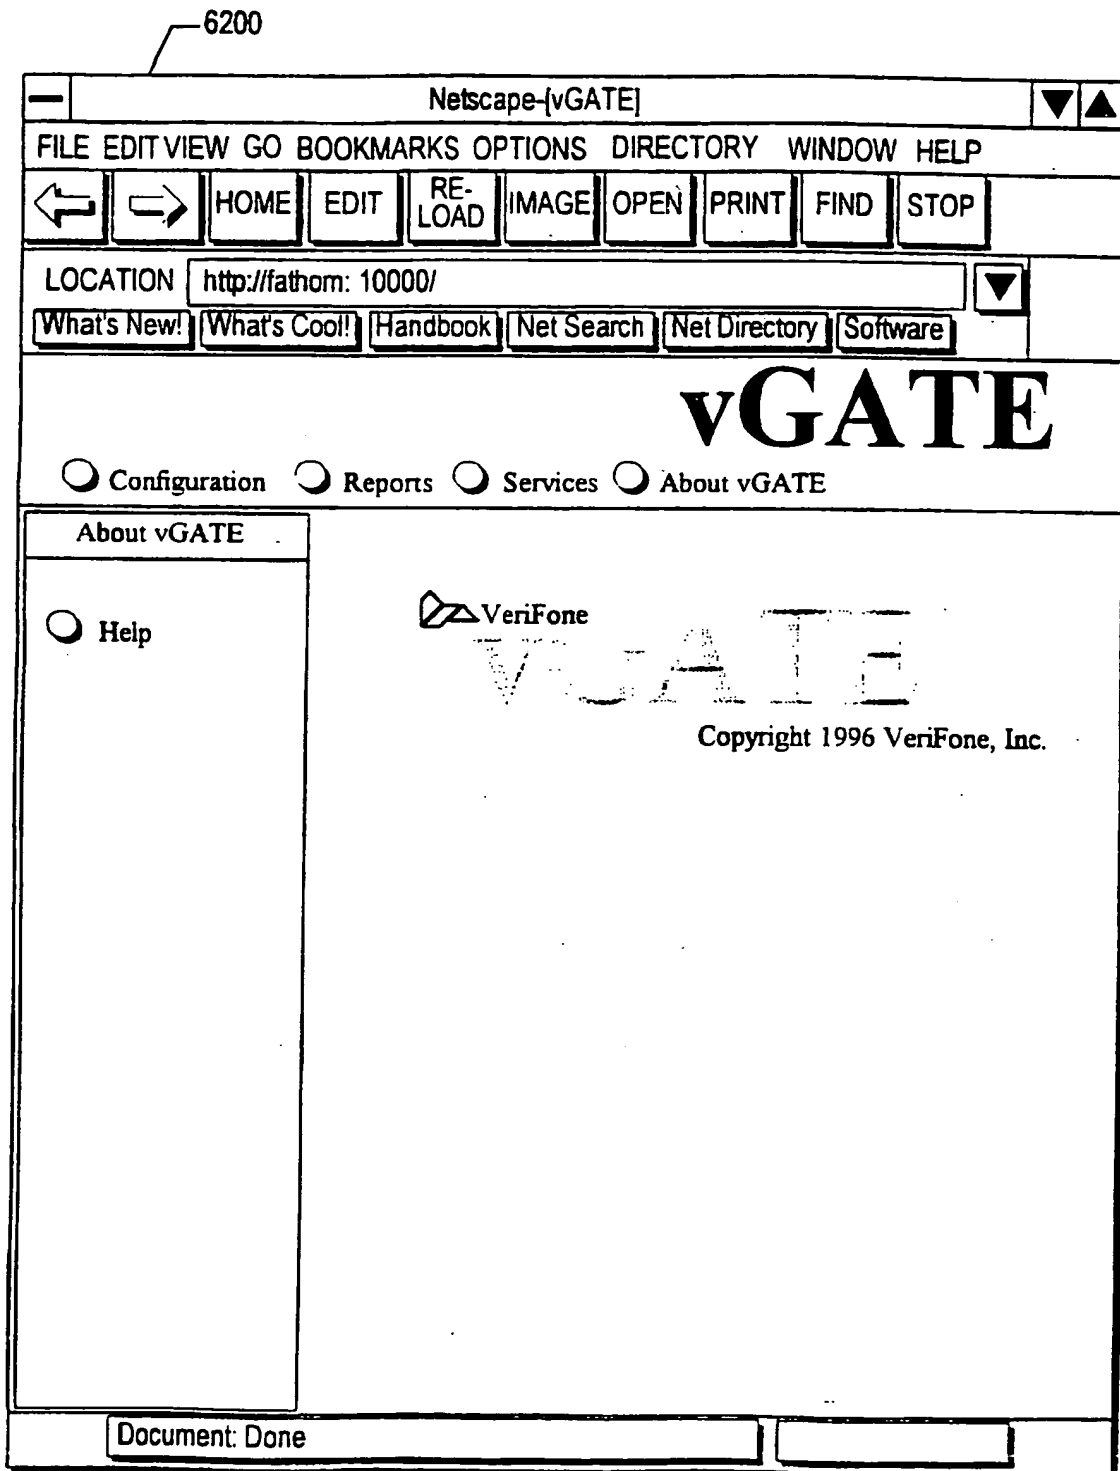 6200
Netscape-[vGATE]
FILE EDIT VIEW GO BOOKMARKS OPTIONS DIRECTORY WINDOW HELP
HOME EDIT RE-LOAD IMAGE OPEN PRINT FIND STOP
LOCATION http://fathom: 10000/
What's New! What's Cool! Handbook Net Search Net Directory Software
vGATE
Configuration Reports Services About vGATE
About vGATE
Help
VeriFone
vGATE
Copyright 1996 VeriFone, Inc.
Document: Done